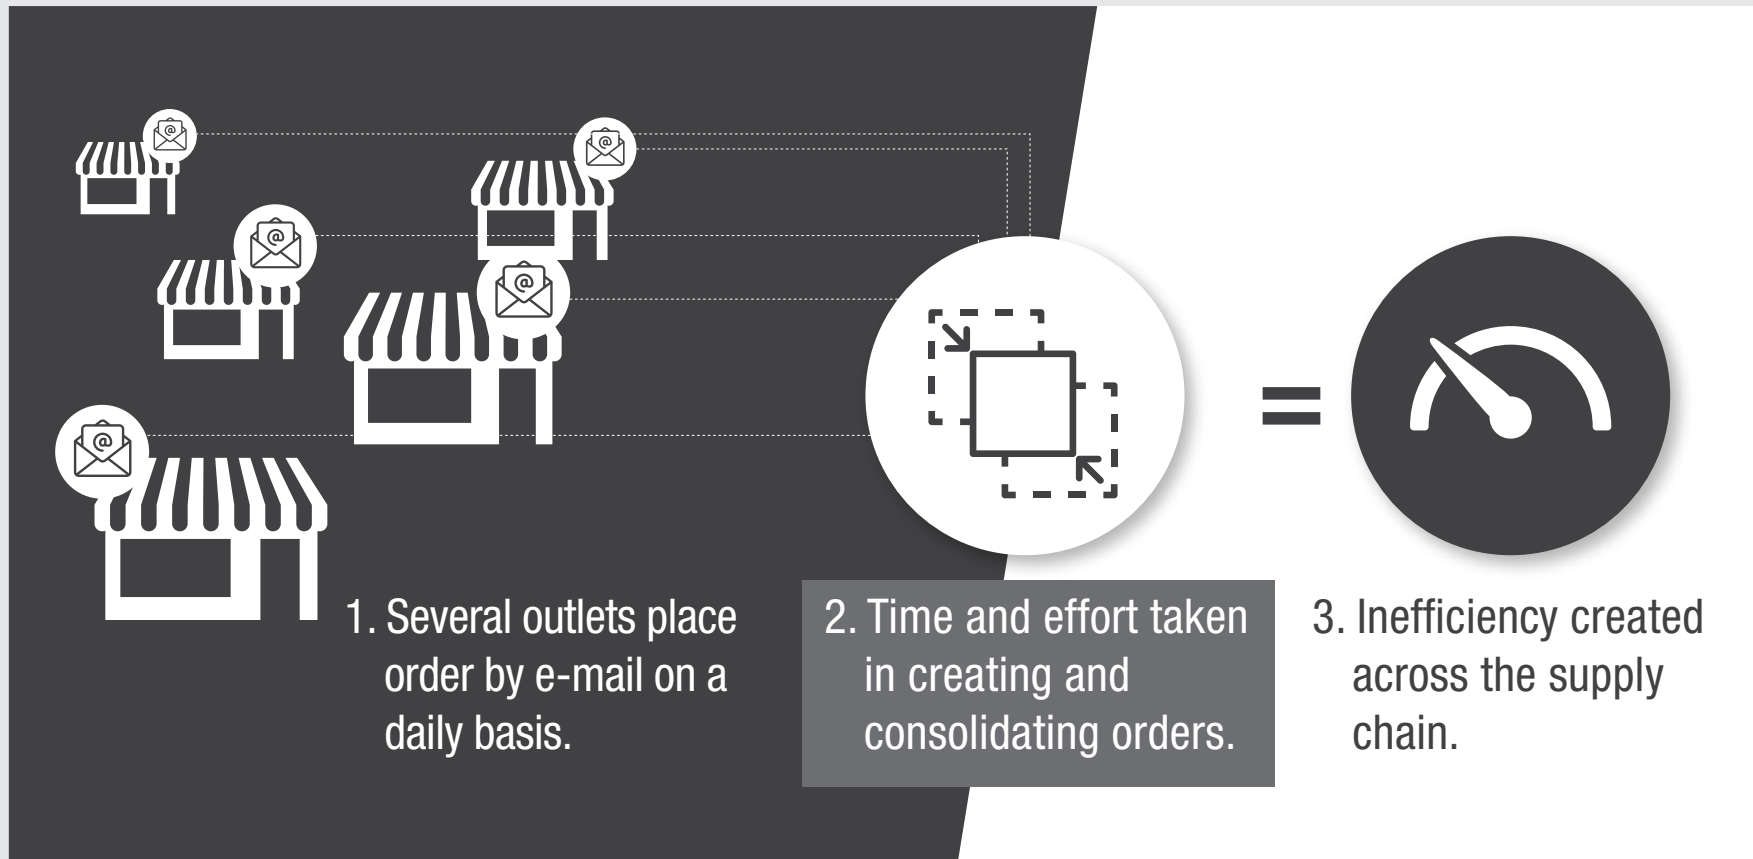 1. Several outlets place
order by e-mail on a
daily basis.
2. Time and effort taken
in creating and
consolidating orders.
3. Inefficiency created
across the supply
chain.